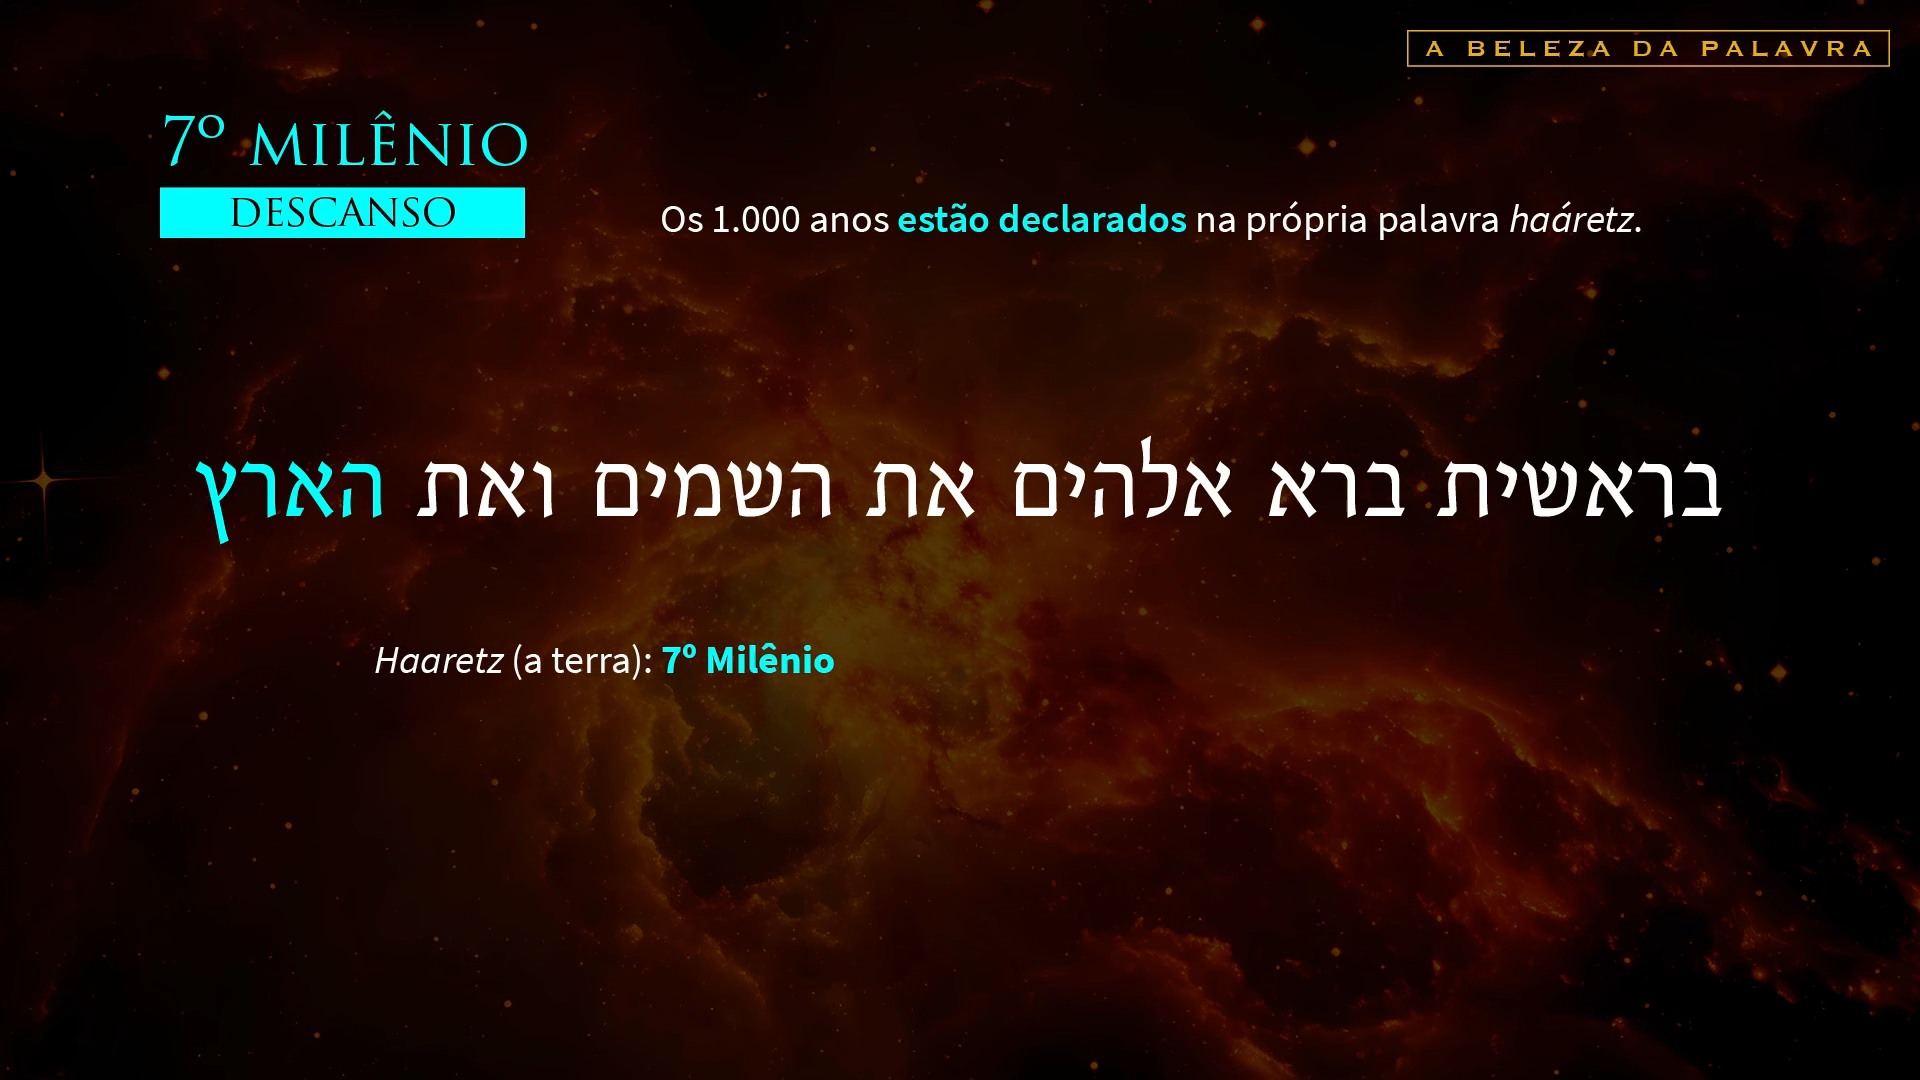 A BELEZA DA PALAVRA
7º MILÊNIO
DESCANSO
Os 1.000 anos estão declarados na própria palavra haáretz.
בראשית ברא אלהים את השמים ואת הארץ
Haaretz (a terra): 7º Milênio